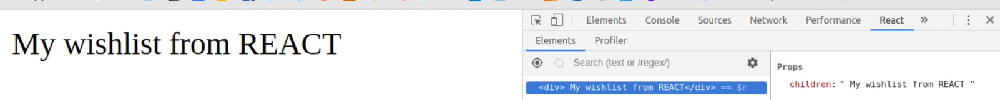 My wishlist from REACT
Elements Console Sources Network Performance React »
Elements Profiler
Search (text or /regex/)
<div> My wishlist from REACT</div> == $r
Props
children: " My wishlist from REACT "